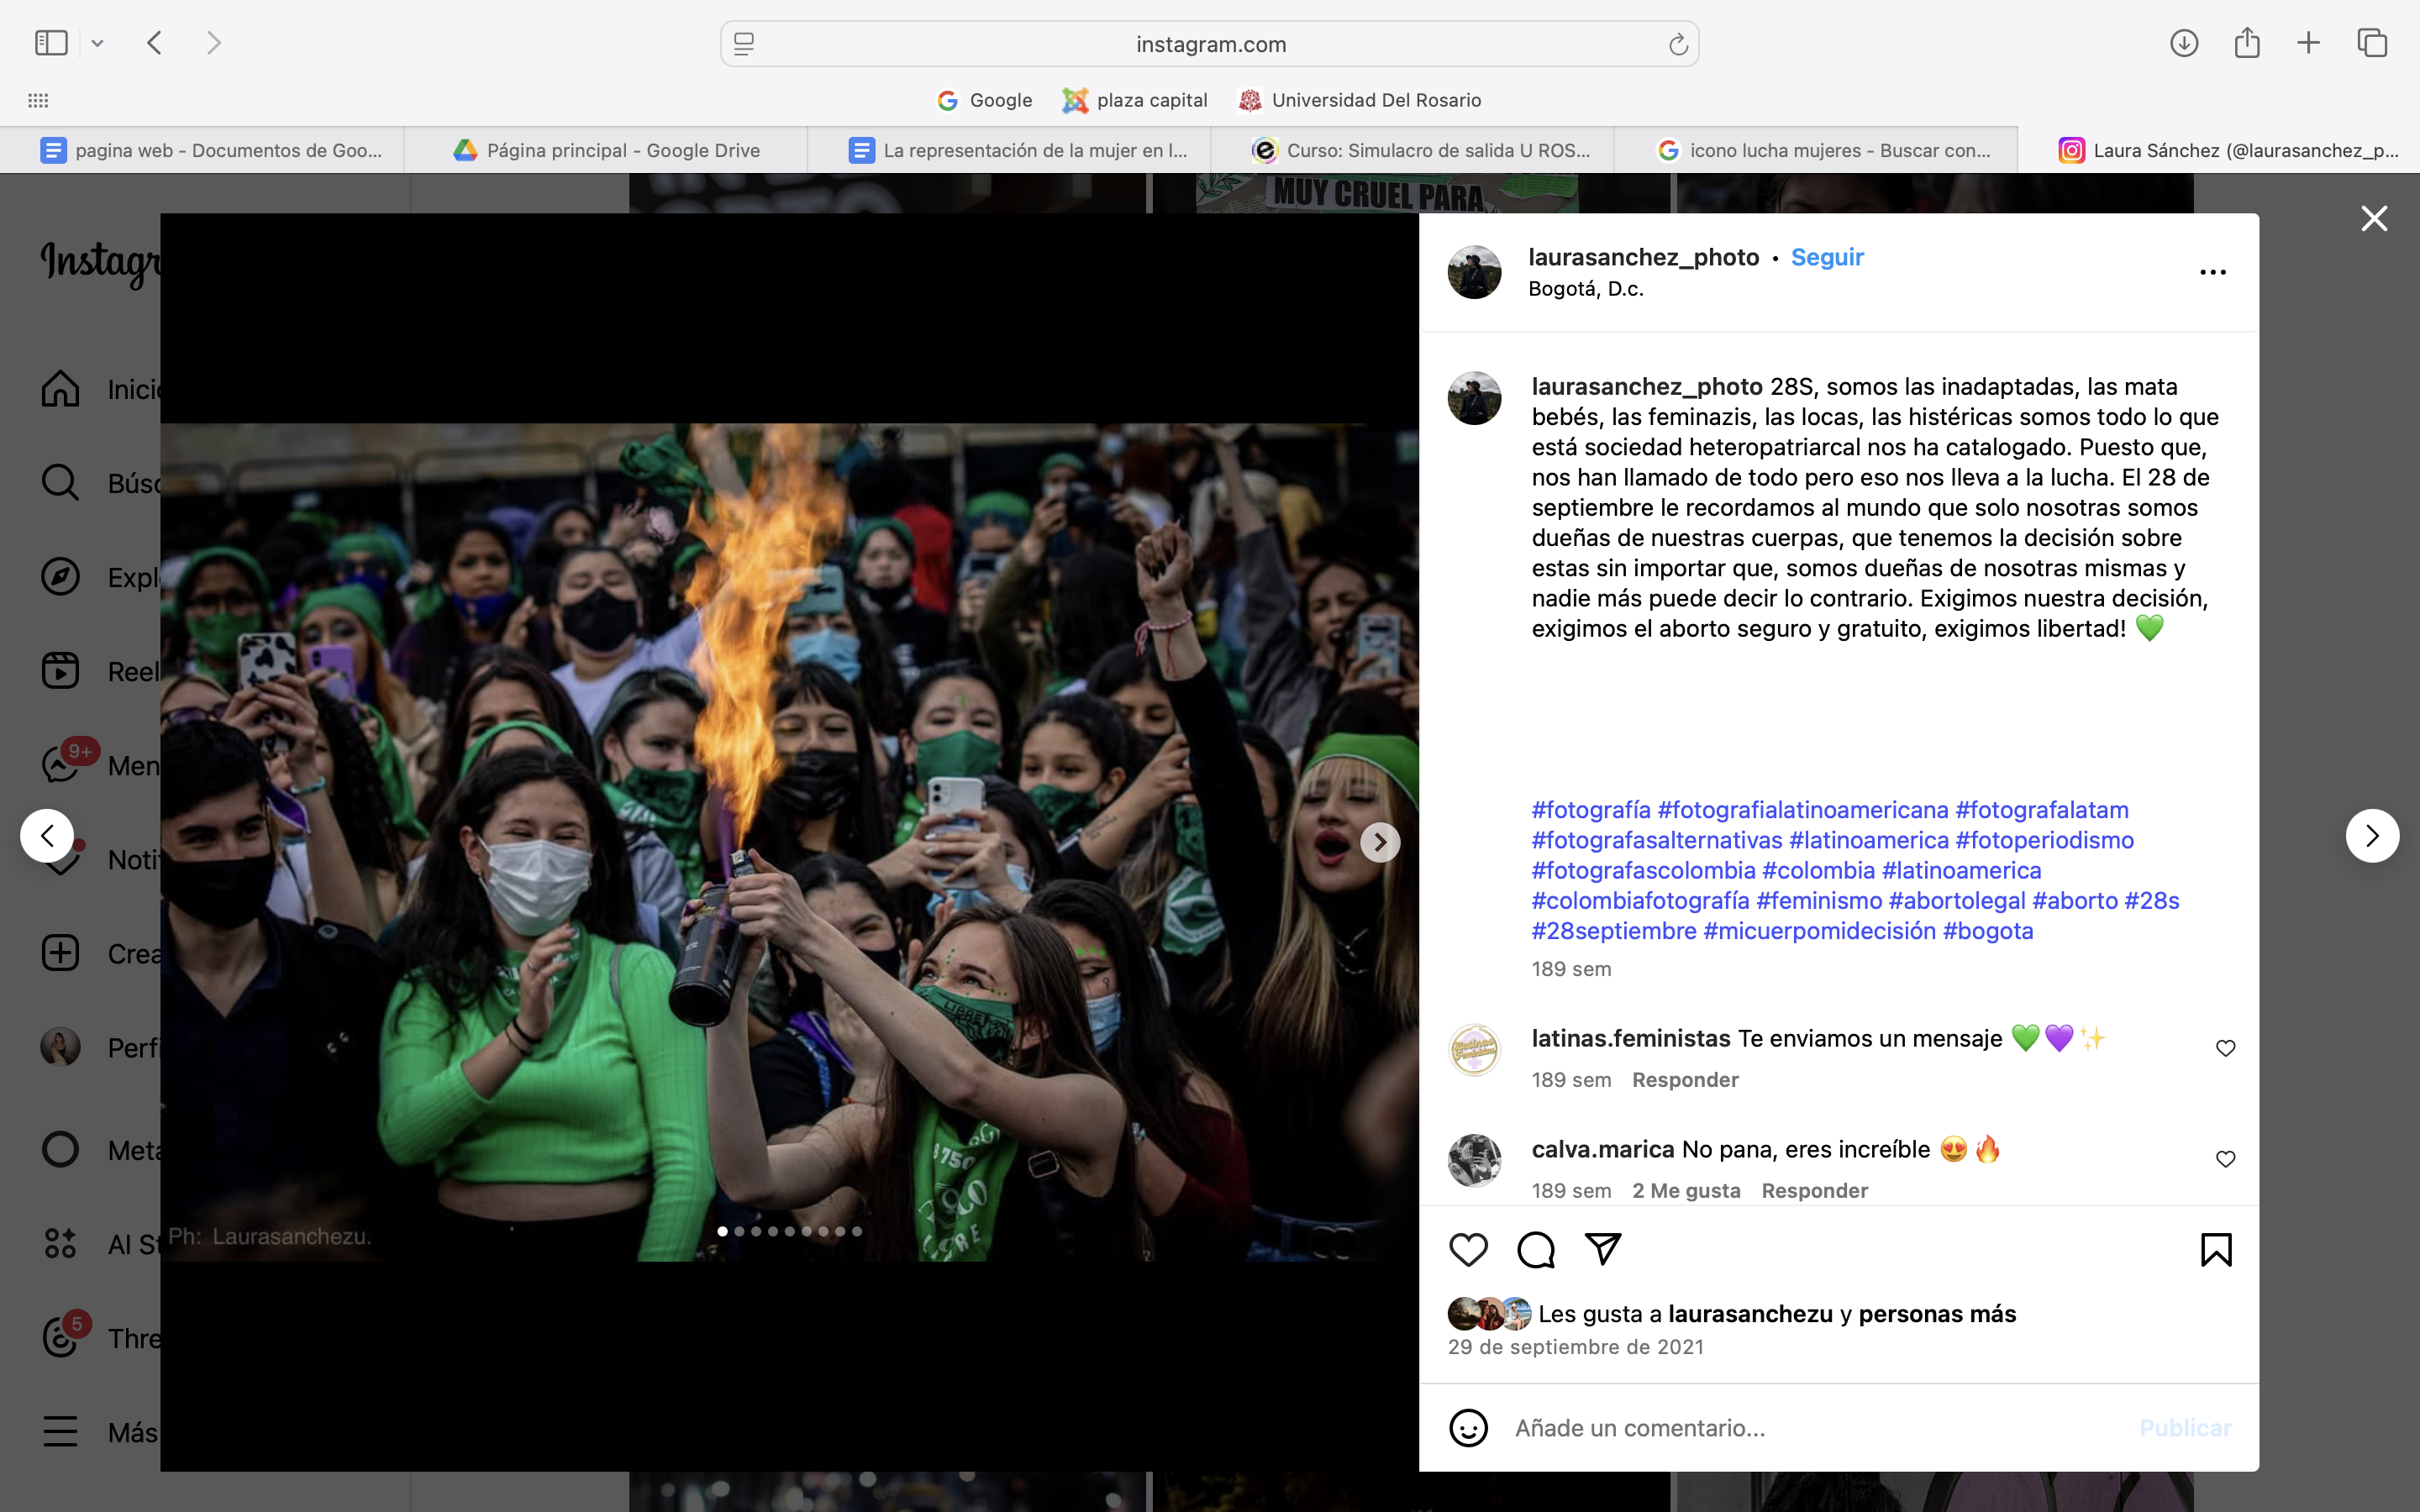 instagram.com
Google
plaza capital
Universidad Del Rosario
pagina web - Documentos de Goo...
Página principal - Google Drive
La representación de la mujer en l...
Curso: Simulacro de salida U ROS...
icono lucha mujeres - Buscar con...
Laura Sánchez (@laurasanchez_p...
MUY CRUEL PARA
Instagr
Inicio
Búsc
Expl
Reel
9+
Men
Noti
Crea
Perfi
Meta
AI St
5
Thre
Más
LIBRE
LIBRE
Ph: Laurasanchezu.
laurasanchez_photo • Seguir
Bogotá, D.c.
laurasanchez_photo 28S, somos las inadaptadas, las mata
bebés, las feminazis, las locas, las histéricas somos todo lo que
está sociedad heteropatriarcal nos ha catalogado. Puesto que,
nos han llamado de todo pero eso nos lleva a la lucha. El 28 de
septiembre le recordamos al mundo que solo nosotras somos
dueñas de nuestras cuerpas, que tenemos la decisión sobre
estas sin importar que, somos dueñas de nosotras mismas y
nadie más puede decir lo contrario. Exigimos nuestra decisión,
exigimos el aborto seguro y gratuito, exigimos libertad! 💚
#fotografía #fotografialatinoamericana #fotografalatam
#fotografasalternativas #latinoamerica #fotoperiodismo
#fotografascolombia #colombia #latinoamerica
#colombiafotografía #feminismo #abortolegal #aborto #28s
#28septiembre #micuerpomidecisión #bogota
189 sem
latinas.feministas Te enviamos un mensaje 💚💜✨
189 sem Responder
calva.marica No pana, eres increíble 😍🔥
189 sem 2 Me gusta Responder
Les gusta a laurasanchezu y personas más
29 de septiembre de 2021
Añade un comentario...
Publicar